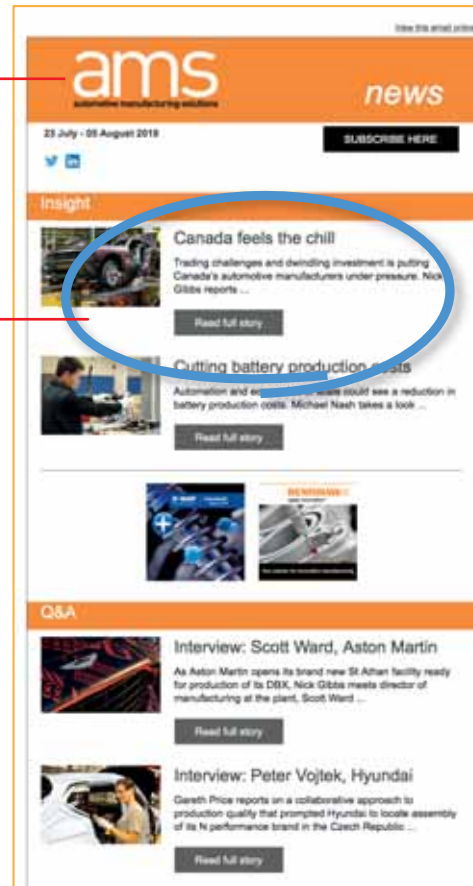 View this email online
ams
automotive manufacturing solutions
news
23 July - 05 August 2019
SUBSCRIBE HERE
Insight
Canada feels the chill
Trading challenges and dwindling investment is putting
Canada's automotive manufacturers under pressure. Nick
Gibbs reports ...
Read full story
Cutting battery production costs
Automation and could see a reduction in
battery production costs. Michael Nash takes a look ...
Read full story
Q&A
Interview: Scott Ward, Aston Martin
As Aston Martin opens its brand new St Athan facility ready
for production of its DBX, Nick Gibbs meets director of
manufacturing at the plant, Scott Ward ...
Read full story
Interview: Peter Vojtek, Hyundai
Gareth Price reports on a collaborative approach to
production quality that prompted Hyundai to locate assembly
of its N performance brand in the Czech Republic ...
Read full story